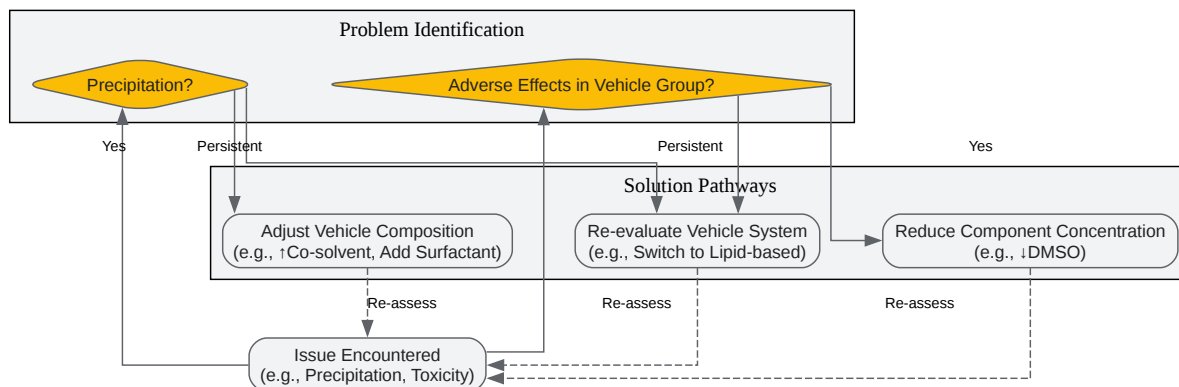 Problem Identification
Precipitation?
Adverse Effects in Vehicle Group?
Yes
Persistent
Persistent
Yes
Solution Pathways
Adjust Vehicle Composition
(e.g., ↑Co-solvent, Add Surfactant)
Re-evaluate Vehicle System
(e.g., Switch to Lipid-based)
Reduce Component Concentration
(e.g., ↓DMSO)
Re-assess
Re-assess
Re-assess
Issue Encountered
(e.g., Precipitation, Toxicity)